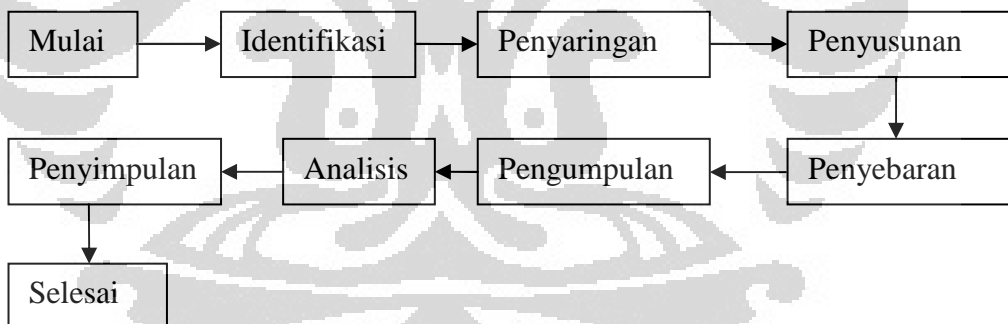 Mulai Identifikasi Penyaringan Penyusunan
Penyimpulan Analisis Pengumpulan Penyebaran
Selesai